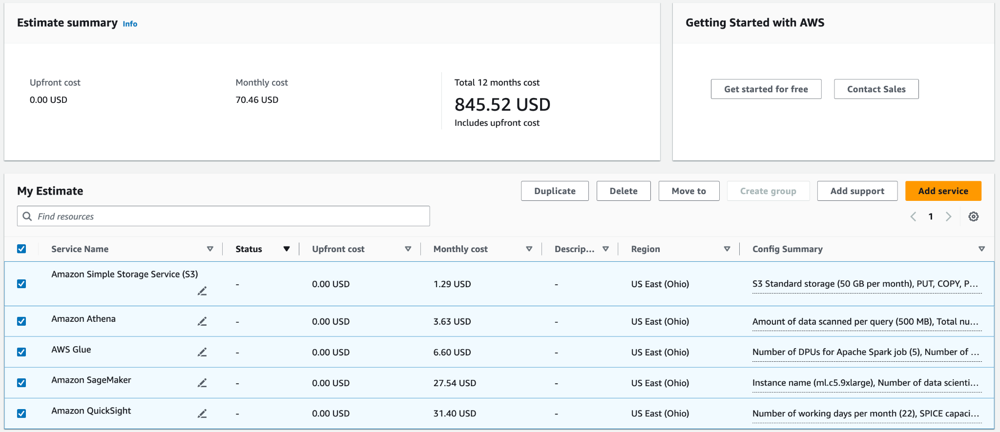 Estimate summary Info
Upfront cost
0.00 USD
Monthly cost
70.46 USD
Total 12 months cost
845.52 USD
Includes upfront cost
Getting Started with AWS
Get started for free Contact Sales
My Estimate
Duplicate Delete Move to Create group Add support Add service
Find resources
1
Service Name Status Upfront cost Monthly cost Descrip... Region Config Summary
Amazon Simple Storage Service (S3) - 0.00 USD 1.29 USD - US East (Ohio) S3 Standard storage (50 GB per month), PUT, COPY, P...
Amazon Athena - 0.00 USD 3.63 USD - US East (Ohio) Amount of data scanned per query (500 MB), Total nu...
AWS Glue - 0.00 USD 6.60 USD - US East (Ohio) Number of DPUs for Apache Spark job (5), Number of ...
Amazon SageMaker - 0.00 USD 27.54 USD - US East (Ohio) Instance name (ml.c5.9xlarge), Number of data scienti...
Amazon QuickSight - 0.00 USD 31.40 USD - US East (Ohio) Number of working days per month (22), SPICE capaci...